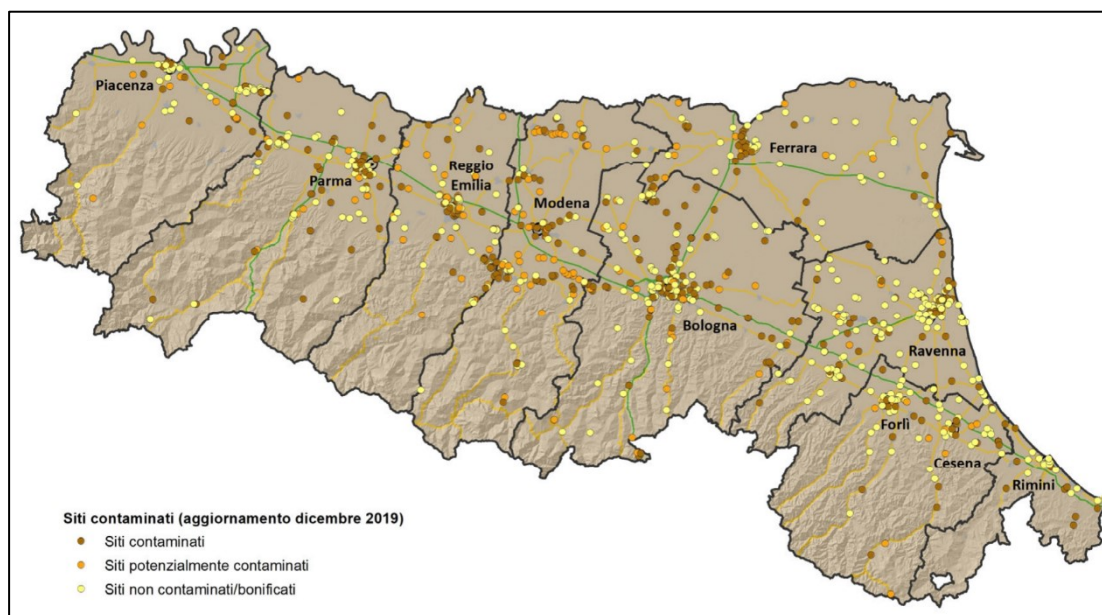 Piacenza
Parma
Reggio
Emilia
Modena
Ferrara
Bologna
Ravenna
Forlì
Cesena
Rimini
Siti contaminati (aggiornamento dicembre 2019)
Siti contaminati
Siti potenzialmente contaminati
Siti non contaminati/bonificati